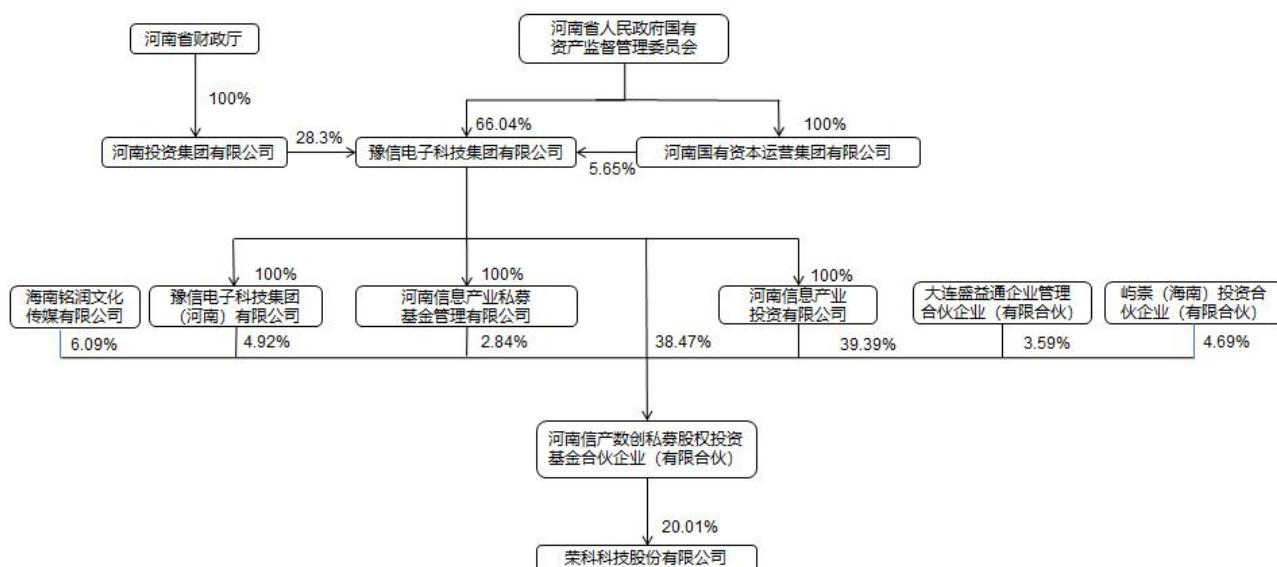 河南省财政厅
河南省人民政府国有
资产监督管理委员会
100%
66.04%
100%
河南投资集团有限公司
28.3%
豫信电子科技集团有限公司
5.65%
河南国有资本运营集团有限公司
100%
100%
100%
海南铭润文化
传媒有限公司
豫信电子科技集团
（河南）有限公司
河南信息产业私募
基金管理有限公司
河南信息产业
投资有限公司
大连盛益通企业管理
合伙企业（有限合伙）
屿崇（海南）投资合
伙企业（有限合伙）
6.09%
4.92%
2.84%
38.47%
39.39%
3.59%
4.69%
河南信产数创私募股权投资
基金合伙企业（有限合伙）
20.01%
荣科科技股份有限公司